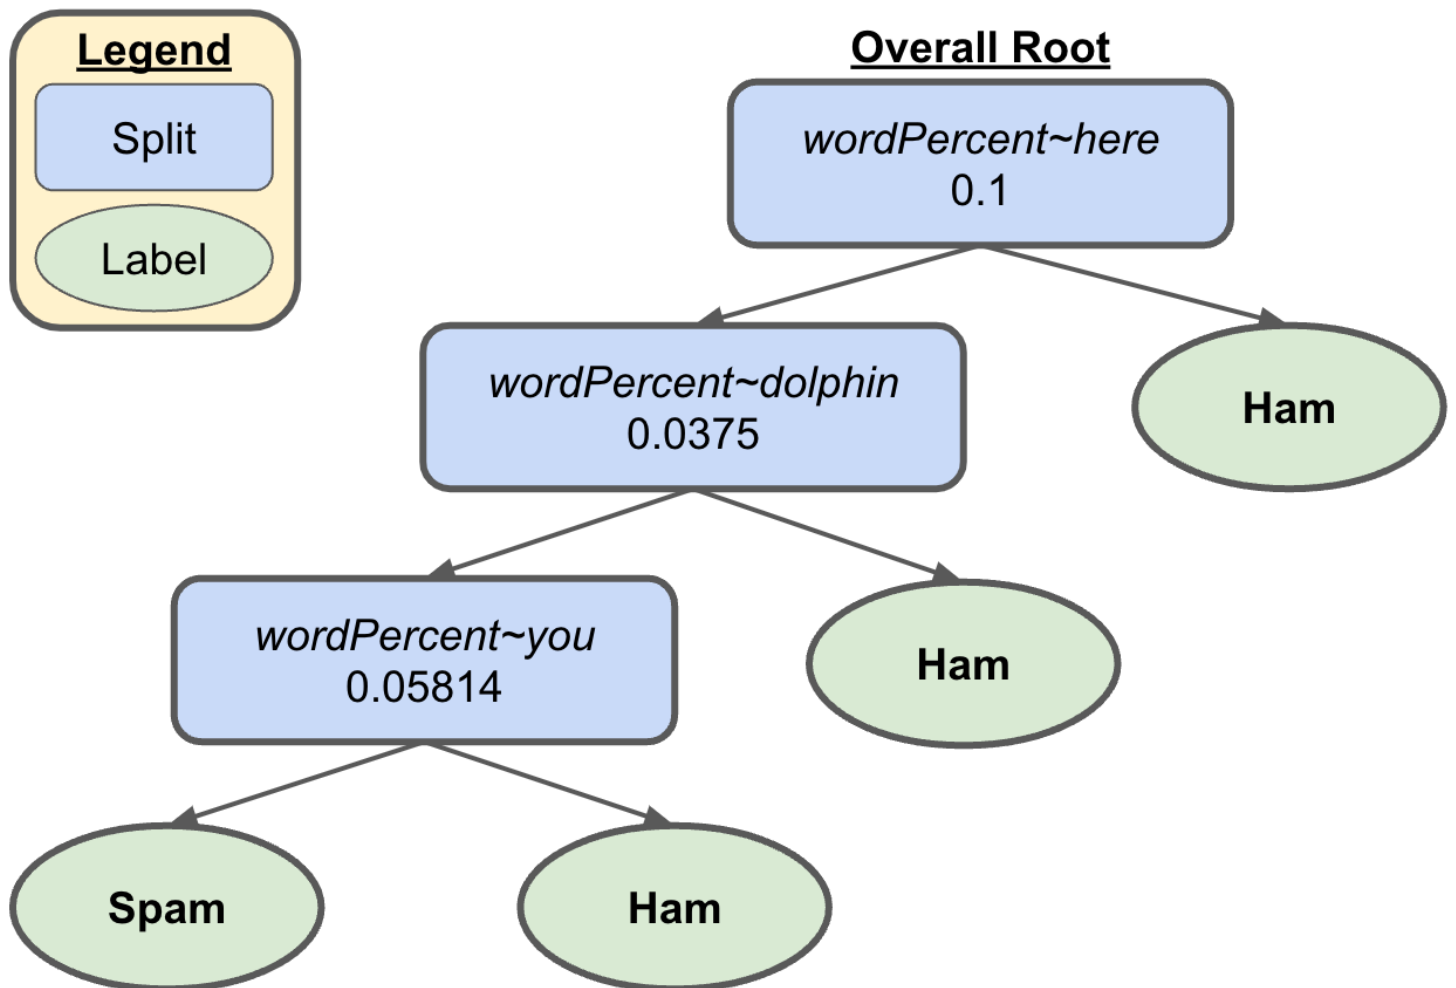 Legend
Split
Label
Overall Root
wordPercent~here
0.1
wordPercent~dolphin
0.0375
Ham
wordPercent~you
0.05814
Ham
Spam
Ham